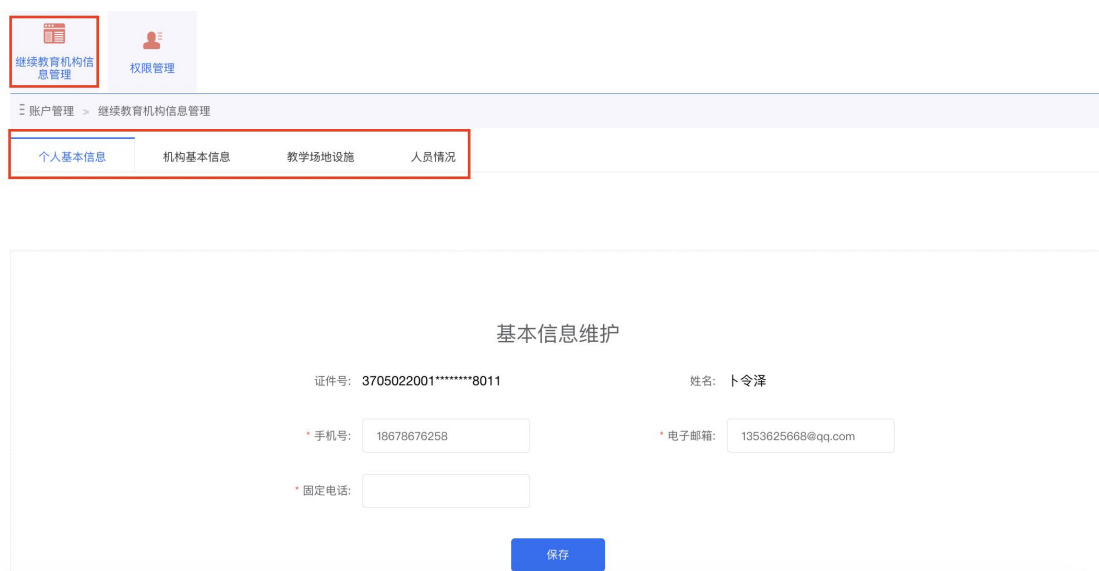 继续教育机构信
息管理
权限管理
账户管理 > 继续教育机构信息管理
个人基本信息 机构基本信息 教学场地设施 人员情况
基本信息维护
证件号: 3705022001********8011 姓名: 卜令泽
* 手机号: 18678676258 * 电子邮箱: 1353625668@qq.com
* 固定电话:
保存